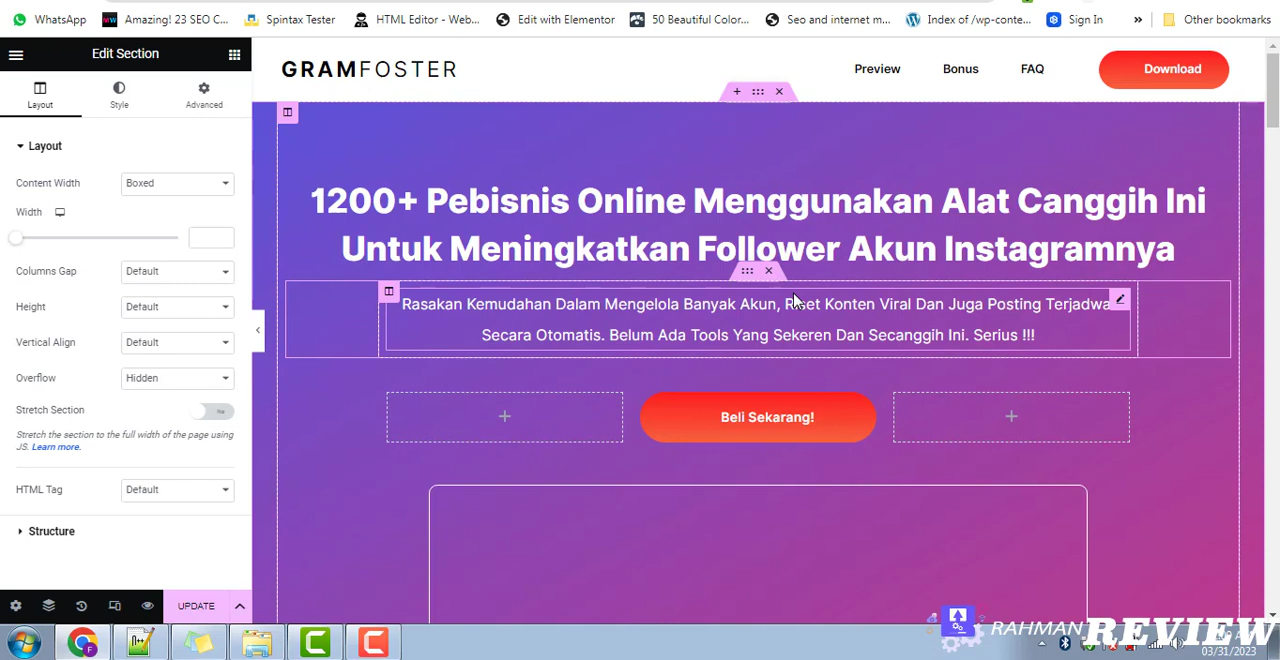 WhatsApp
Amazing! 23 SEO C...
Spintax Tester
HTML Editor - Web...
Edit with Elementor
50 Beautiful Color...
Seo and internet m...
Index of /wp-conte...
Sign In
»
Other bookmarks
Edit Section
GRAMFOSTER
Preview
Bonus
FAQ
Download
Layout
Style
Advanced
Layout
Content Width
Boxed
Width
Columns Gap
Default
Height
Default
Vertical Align
Default
Overflow
Hidden
Stretch Section
No
Stretch the section to the full width of the page using
JS. Learn more.
HTML Tag
Default
Structure
UPDATE
1200+ Pebisnis Online Menggunakan Alat Canggih Ini
Untuk Meningkatkan Follower Akun Instagramnya
Rasakan Kemudahan Dalam Mengelola Banyak Akun, Konten Viral Dan Juga Posting Terjadwa
Secara Otomatis. Belum Ada Tools Yang Sekeren Dan Secanggih Ini. Serius !!!
Beli Sekarang!
RAHMAN REVIEW
03/31/2023